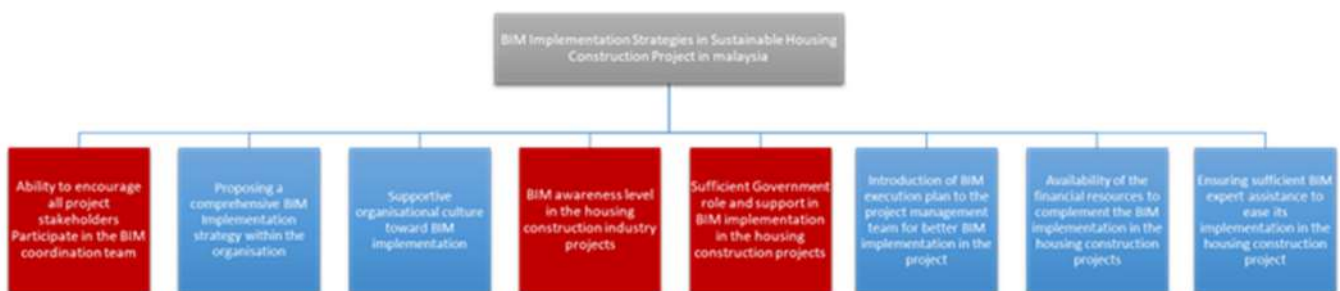 BIM Implementation Strategies in Sustainable Housing
Construction Project in malaysia
Ability to encourage
all project
stakeholders
Participate in the BIM
coordination team
Proposing a
comprehensive BIM
Implementation
strategy within the
organisation
Supportive
organisational culture
toward BIM
implementation
BIM awareness level
in the housing
construction industry
projects
Sufficient Government
role and support in
BIM implementation
in the housing
construction projects
Introduction of BIM
execution plan to the
project management
team for better BIM
implementation in the
project
Availability of the
financial resources to
complement the BIM
implementation in the
housing construction
projects
Ensuring sufficient BIM
expert assistance to
ease its
implementation in the
housing construction
project